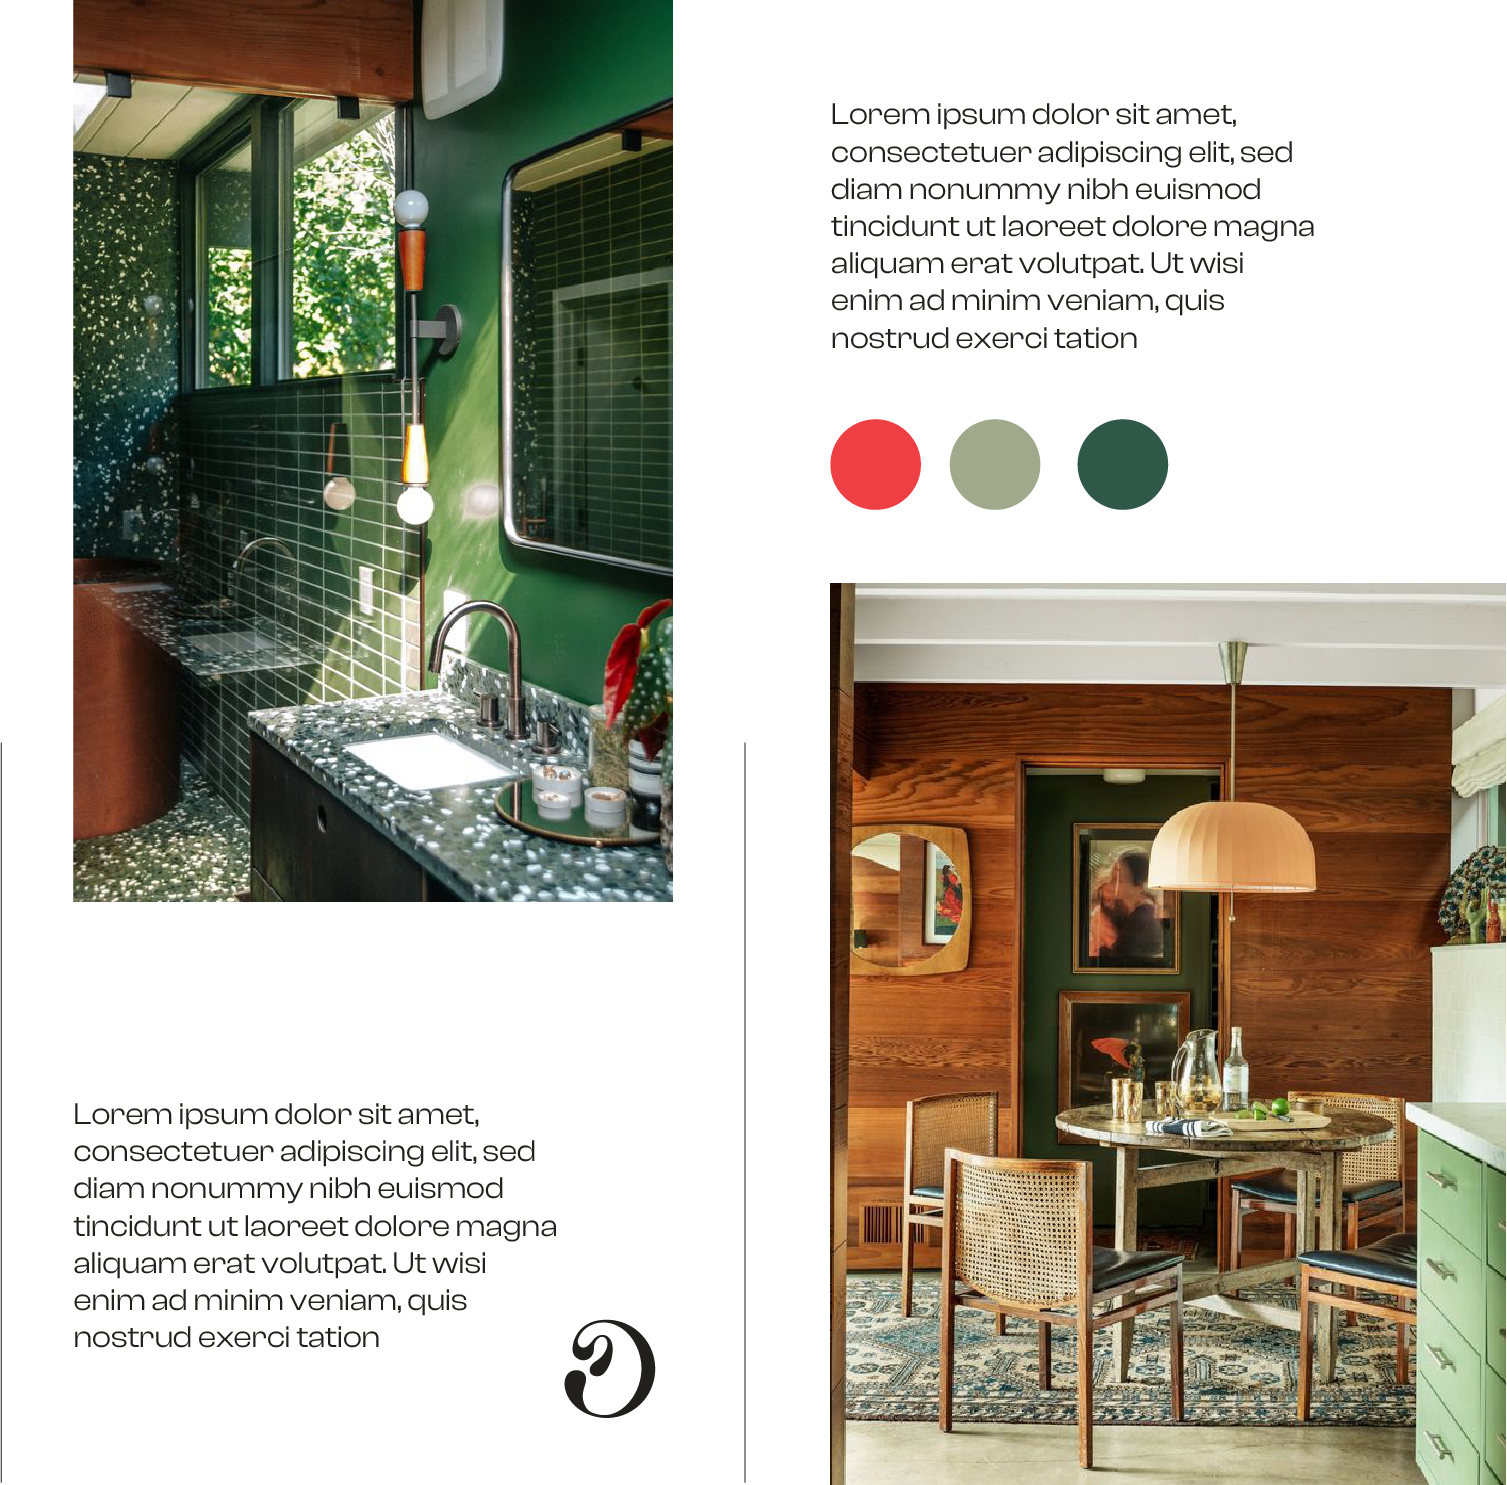 Lorem ipsum dolor sit amet,
consectetuer adipiscing elit, sed
diam nonummy nibh euismod
tincidunt ut laoreet dolore magna
aliquam erat volutpat. Ut wisi
enim ad minim veniam, quis
nostrud exerci tation
Lorem ipsum dolor sit amet,
consectetuer adipiscing elit, sed
diam nonummy nibh euismod
tincidunt ut laoreet dolore magna
aliquam erat volutpat. Ut wisi
enim ad minim veniam, quis
nostrud exerci tation